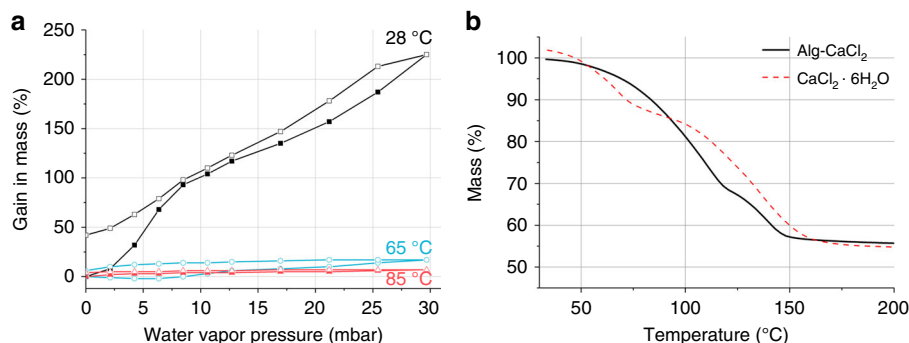 a
250
200
150
100
50
0
Gain in mass (%)
28 °C
65 °C
85 °C
0 5 10 15 20 25 30
Water vapor pressure (mbar)
b
100
90
80
70
60
50
Mass (%)
Alg-CaCl₂
CaCl₂ · 6H₂O
50 100 150 200
Temperature (°C)